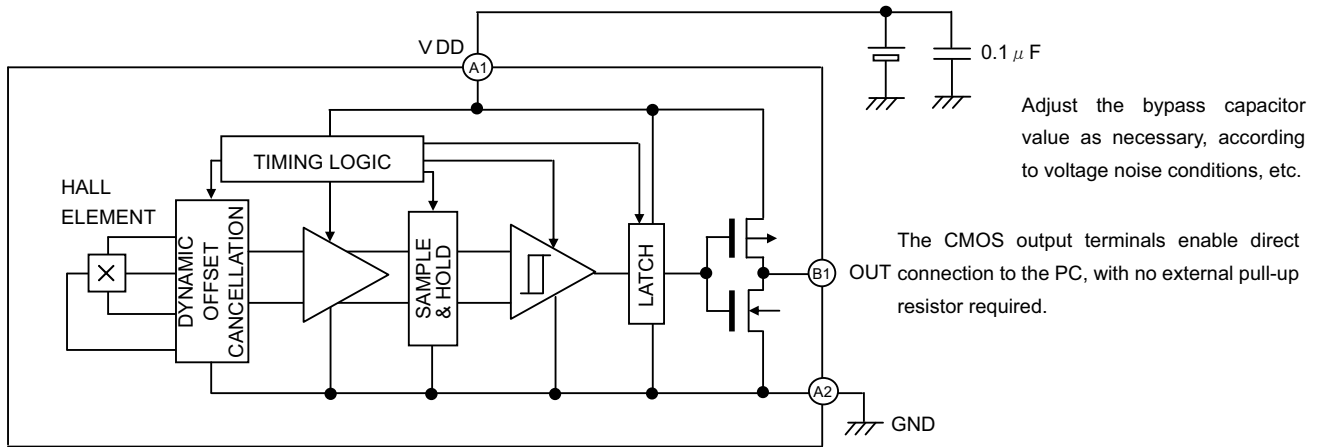 VDD
A1
0.1 μ F
Adjust the bypass capacitor
value as necessary, according
to voltage noise conditions, etc.
TIMING LOGIC
HALL
ELEMENT
DYNAMIC
OFFSET
CANCELLATION
SAMPLE
& HOLD
LATCH
B1
OUT
The CMOS output terminals enable direct
connection to the PC, with no external pull-up
resistor required.
A2
GND